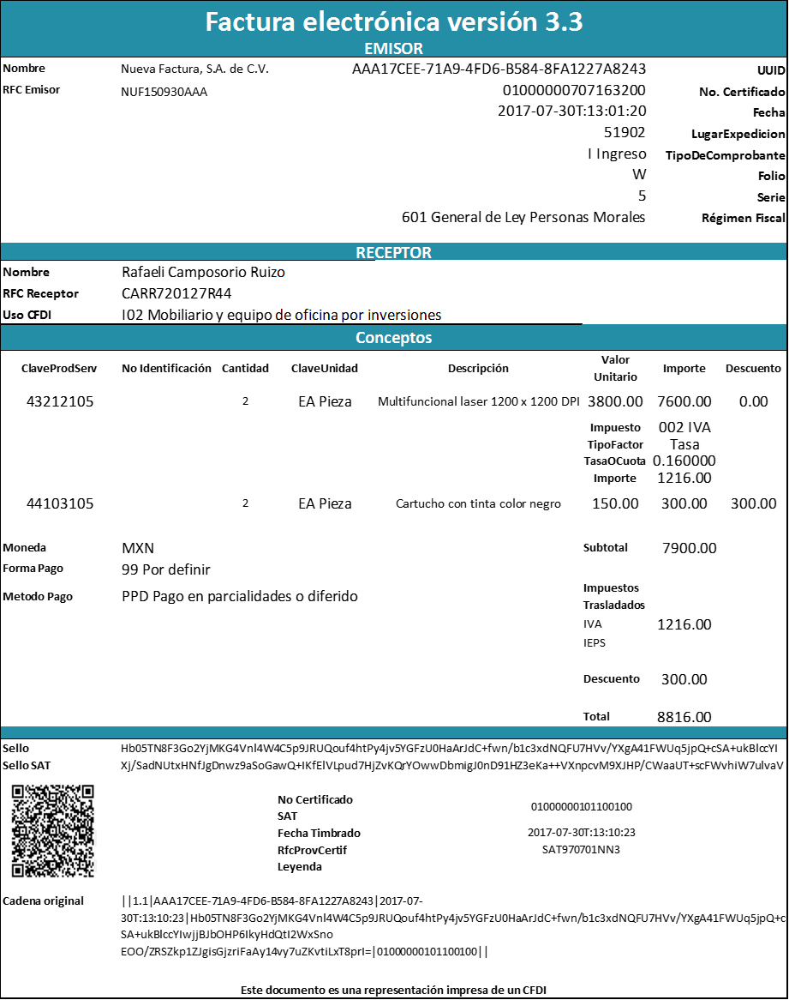 Factura electrónica versión 3.3
EMISOR
Nombre Nueva Factura, S.A. de C.V. AAA17CEE-71A9-4FD6-B584-8FA1227A8243 UUID
RFC Emisor NUF150930AAA 01000000707163200 No. Certificado
2017-07-30T:13:01:20 Fecha
51902 LugarExpedicion
I Ingreso TipoDeComprobante
W Folio
5 Serie
601 General de Ley Personas Morales Régimen Fiscal
RECEPTOR
Nombre Rafaeli Camposorio Ruizo
RFC Receptor CARR720127R44
Uso CFDI I02 Mobiliario y equipo de oficina por inversiones
Conceptos
ClaveProdServ No Identificación Cantidad ClaveUnidad Descripción Valor Unitario Importe Descuento
43212105 2 EA Pieza Multifuncional laser 1200 x 1200 DPI 3800.00 7600.00 0.00
Impuesto 002 IVA
TipoFactor Tasa
TasaOCuota 0.160000
Importe 1216.00
44103105 2 EA Pieza Cartucho con tinta color negro 150.00 300.00 300.00
Moneda MXN Subtotal 7900.00
Forma Pago 99 Por definir
Metodo Pago PPD Pago en parcialidades o diferido Impuestos
Trasladados
IVA 1216.00
IEPS
Descuento 300.00
Total 8816.00
Sello Hb05TN8F3Go2YjMKG4Vnl4W4C5p9JRUQouf4htPy4jv5YGFzU0HaArJdC+fwn/b1c3xdNQFU7HVv/YXgA41FWUq5jpQ+cSA+ukBlccYI
Sello SAT Xj/SadNUtxHNfJgDnwz9aSoGawQ+IKfElVLpud7HjZvKQrYOwwDbmigJ0nD91HZ3eKa++VXnpcvM9XJHP/CWaaUT+scFWvhiW7ulvaV
No Certificado
SAT 01000000101100100
Fecha Timbrado 2017-07-30T:13:10:23
RfcProvCertif SAT970701NN3
Leyenda
Cadena original ||1.1|AAA17CEE-71A9-4FD6-B584-8FA1227A8243|2017-07-
30T:13:10:23|Hb05TN8F3Go2YjMKG4Vnl4W4C5p9JRUQouf4htPy4jv5YGFzU0HaArJdC+fwn/b1c3xdNQFU7HVv/YXgA41FWUq5jpQ+c
SA+ukBlccYIwjjBJbOHP6IkyHdQtI2WxSno
EOO/ZRSZkp1ZJgisGjzriFaAy14vy7uZKvtiLxT8prI=|01000000101100100||
Este documento es una representación impresa de un CFDI